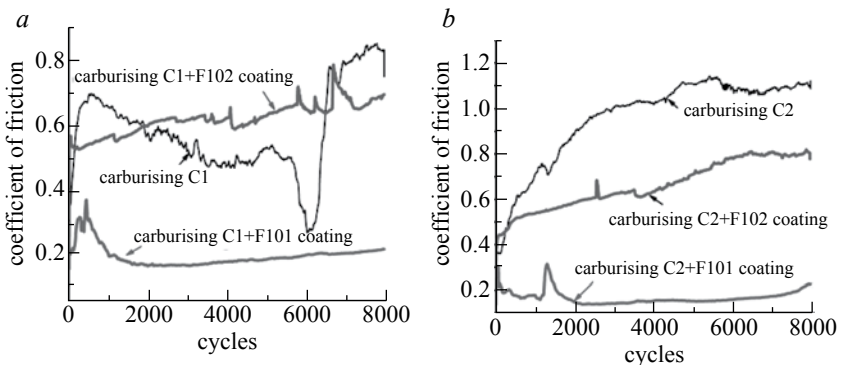 a
coefficient of friction
0.8
0.6
0.4
0.2
carburising C1+F102 coating
carburising C1
carburising C1+F101 coating
0 2000 4000 6000 8000
cycles
b
coefficient of friction
1.2
1.0
0.8
0.6
0.4
0.2
carburising C2
carburising C2+F102 coating
carburising C2+F101 coating
0 2000 4000 6000 8000
cycles